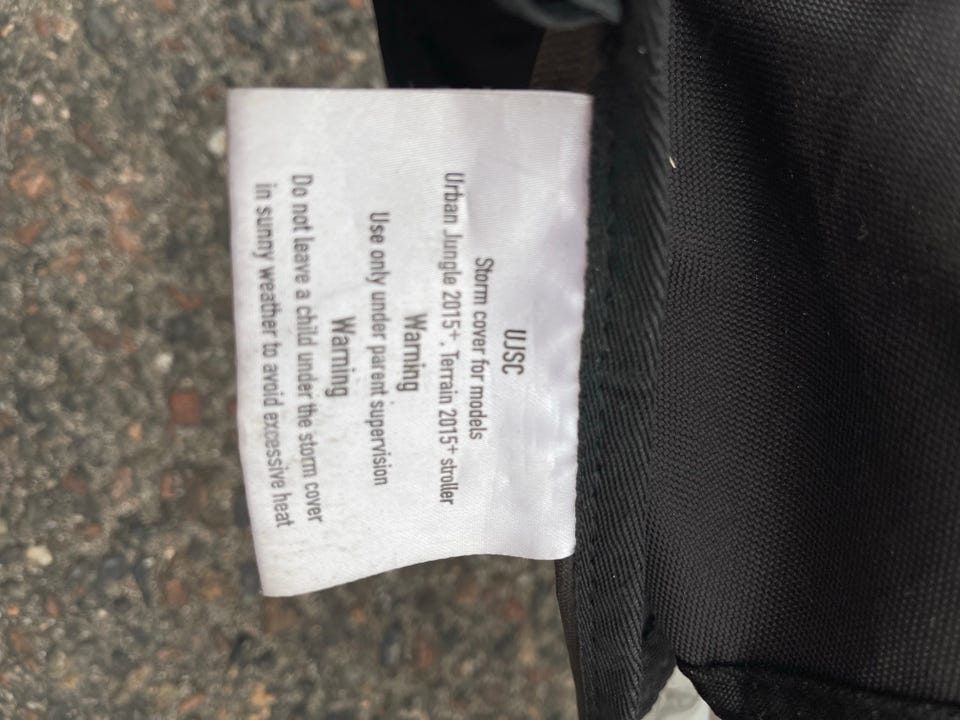 UJSC
Storm cover for models
Urban Jungle 2015+, Terrain 2015+ stroller
Warning
Use only under parent supervision
Warning
Do not leave a child under the storm cover
in sunny weather to avoid excessive heat